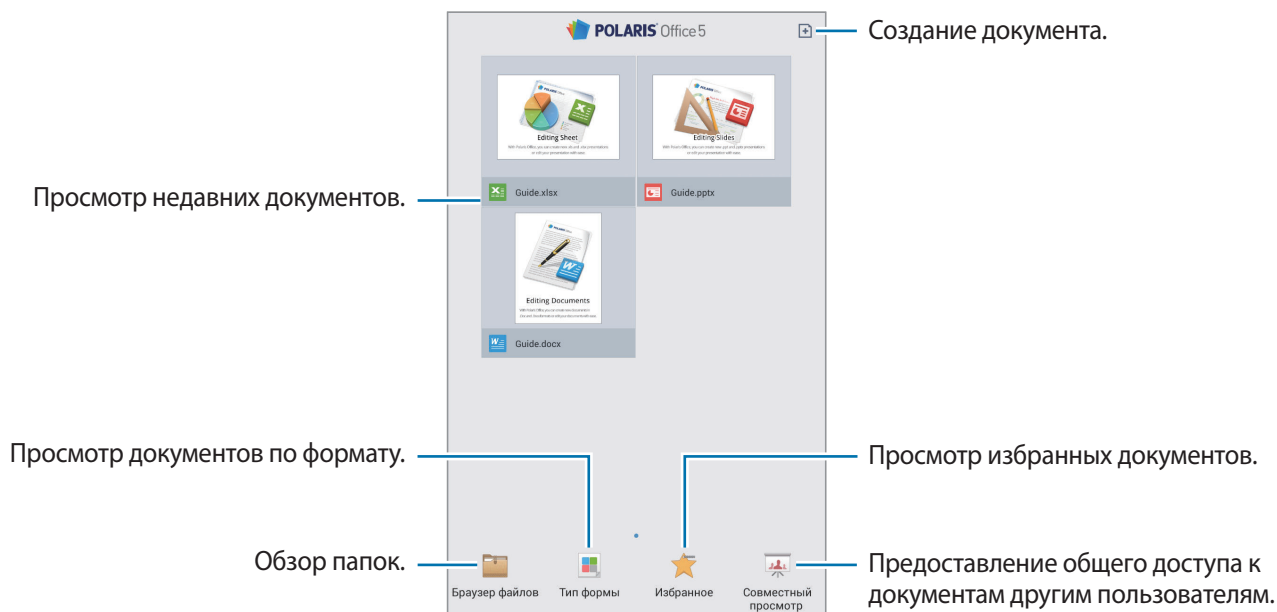 POLARIS Office 5
Создание документа.
Editing Sheet
Editing Slides
Просмотр недавних документов.
Guide.xlsx
Guide.pptx
Editing Documents
Guide.docx
Просмотр документов по формату.
Просмотр избранных документов.
Обзор папок.
Предоставление общего доступа к
документам другим пользователям.
Браузер файлов
Тип формы
Избранное
Совместный
просмотр